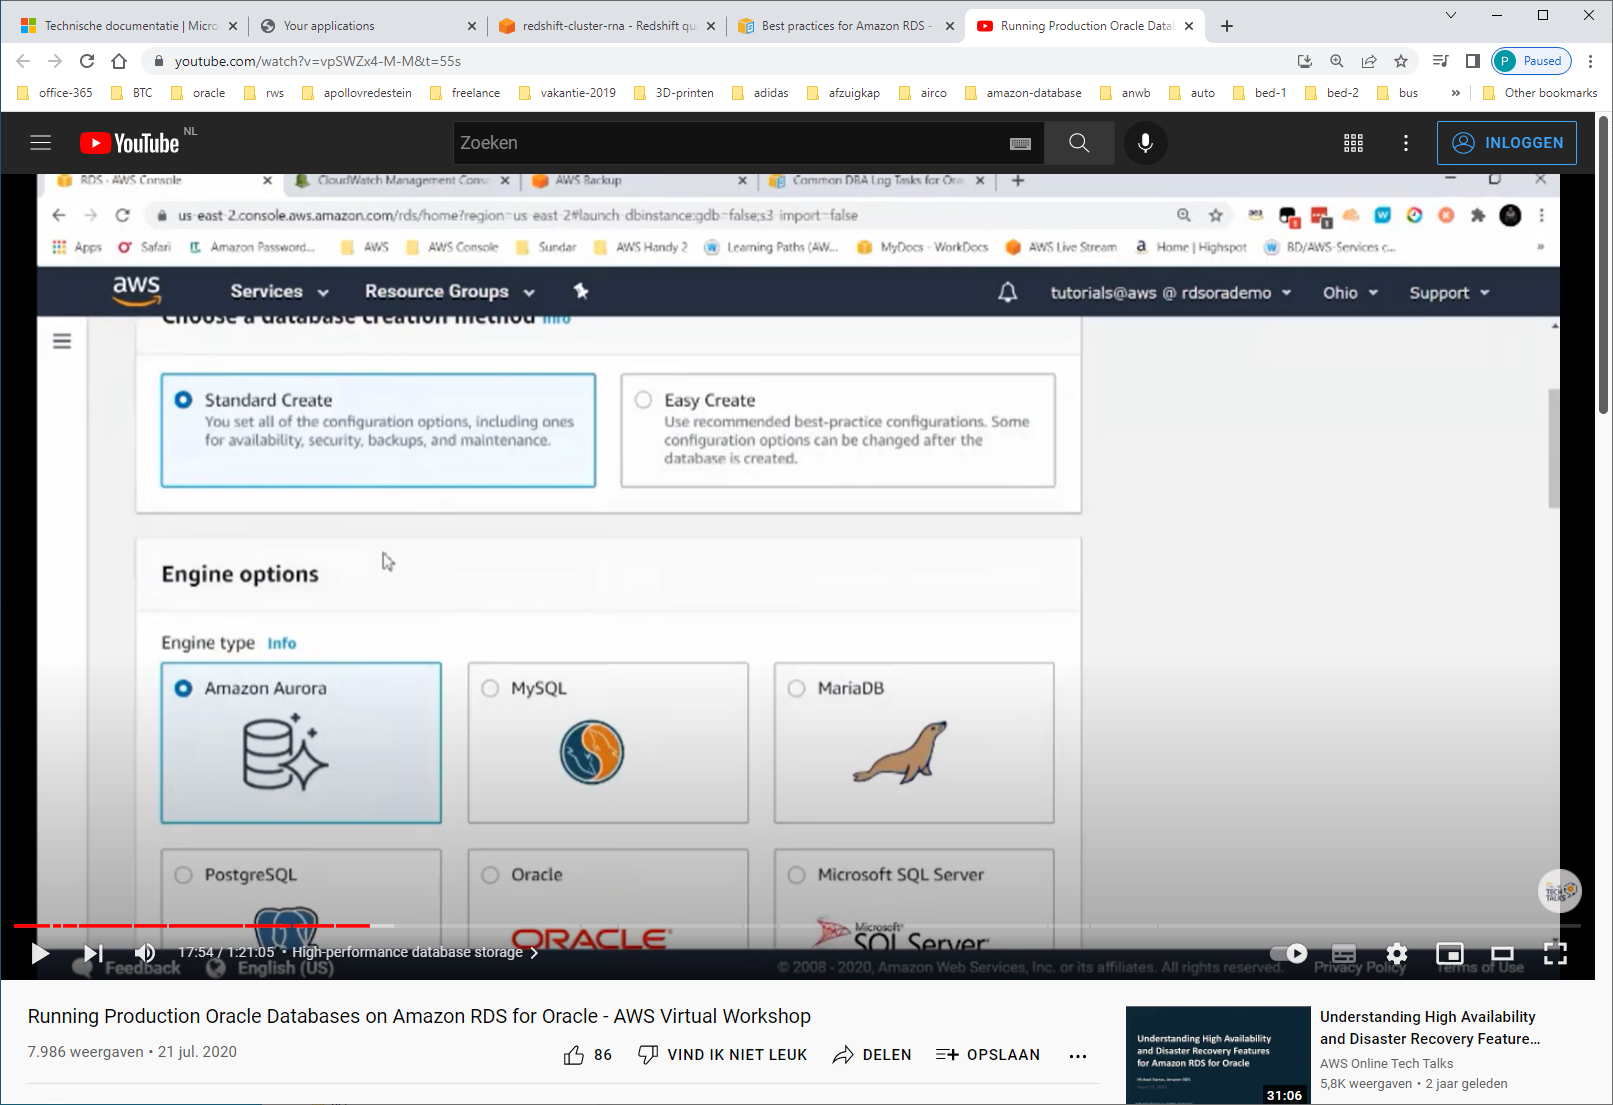 Technische documentatie | Micro
Your applications
redshift-cluster-rna - Redshift qu
Best practices for Amazon RDS -
Running Production Oracle Datab
youtube.com/watch?v=vpSWZx4-M-M&t=55s
P Paused
office-365 BTC oracle rws apollovredestein freelance vakantie-2019 3D-printen adidas afzuigkap airco amazon-database anwb auto bed-1 bed-2 bus » Other bookmarks
YouTube NL
Zoeken
INLOGGEN
RDS - AWS Console
CloudWatch Management Conso
AWS Backup
Common DBA Log Tasks for Ora
us-east-2.console.aws.amazon.com/rds/home?region=us-east-2#launch-dbinstance:gdb=false;s3-import=false
Apps Safari Amazon Password... AWS AWS Console Sundar AWS Handy 2 Learning Paths (AW... MyDocs - WorkDocs AWS Live Stream Home | Highspot BD/AWS-Services c... »
aws Services Resource Groups tutorials@aws @ rdsorademo Ohio Support
Choose a database creation method Info
Standard Create
You set all of the configuration options, including ones
for availability, security, backups, and maintenance.
Easy Create
Use recommended best-practice configurations. Some
configuration options can be changed after the
database is created.
Engine options
Engine type Info
Amazon Aurora
MySQL
MariaDB
PostgreSQL
Oracle
Microsoft SQL Server
ORACLE
Microsoft
SQL Server
TECH
TALKS
17:54 / 1:21:05 • High-performance database storage
Feedback English (US)
© 2008 - 2020, Amazon Web Services, Inc. or its affiliates. All rights reserved. Privacy Policy Terms of Use
Running Production Oracle Databases on Amazon RDS for Oracle - AWS Virtual Workshop
7.986 weergaven • 21 jul. 2020
86 VIND IK NIET LEUK DELEN OPSLAAN
Understanding High Availability
and Disaster Recovery Features
for Amazon RDS for Oracle
31:06
Understanding High Availability
and Disaster Recovery Feature...
AWS Online Tech Talks
5,8K weergaven • 2 jaar geleden